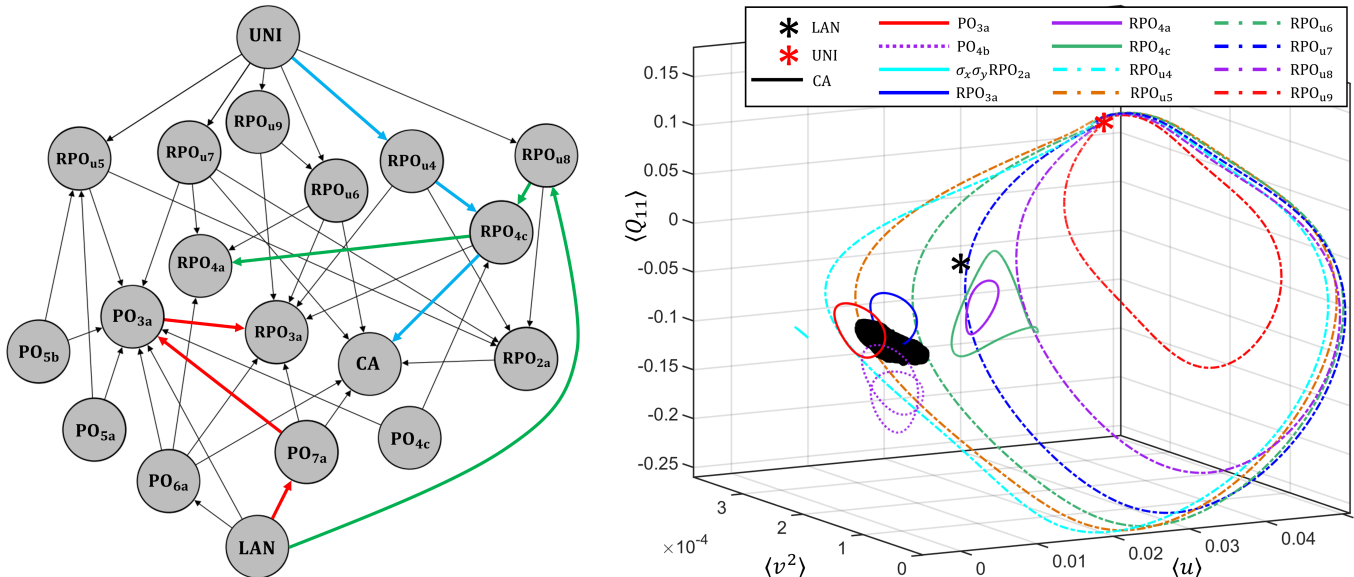 UNI
RPO_u9
RPO_u5
RPO_u7
RPO_u4
RPO_u8
RPO_u6
RPO_4c
RPO_4a
PO_3a
RPO_3a
PO_5b
CA
RPO_2a
PO_5a
PO_4c
PO_7a
PO_6a
LAN
LAN
UNI
CA
PO_3a
PO_4b
σ_xσ_yRPO_2a
RPO_3a
RPO_4a
RPO_4c
RPO_u4
RPO_u5
RPO_u6
RPO_u7
RPO_u8
RPO_u9
0.15
0.1
0.05
0
-0.05
-0.1
-0.15
-0.2
-0.25
⟨Q_11⟩
3
2
1
0
×10^-4
⟨v^2⟩
0
0.01
0.02
0.03
0.04
⟨u⟩